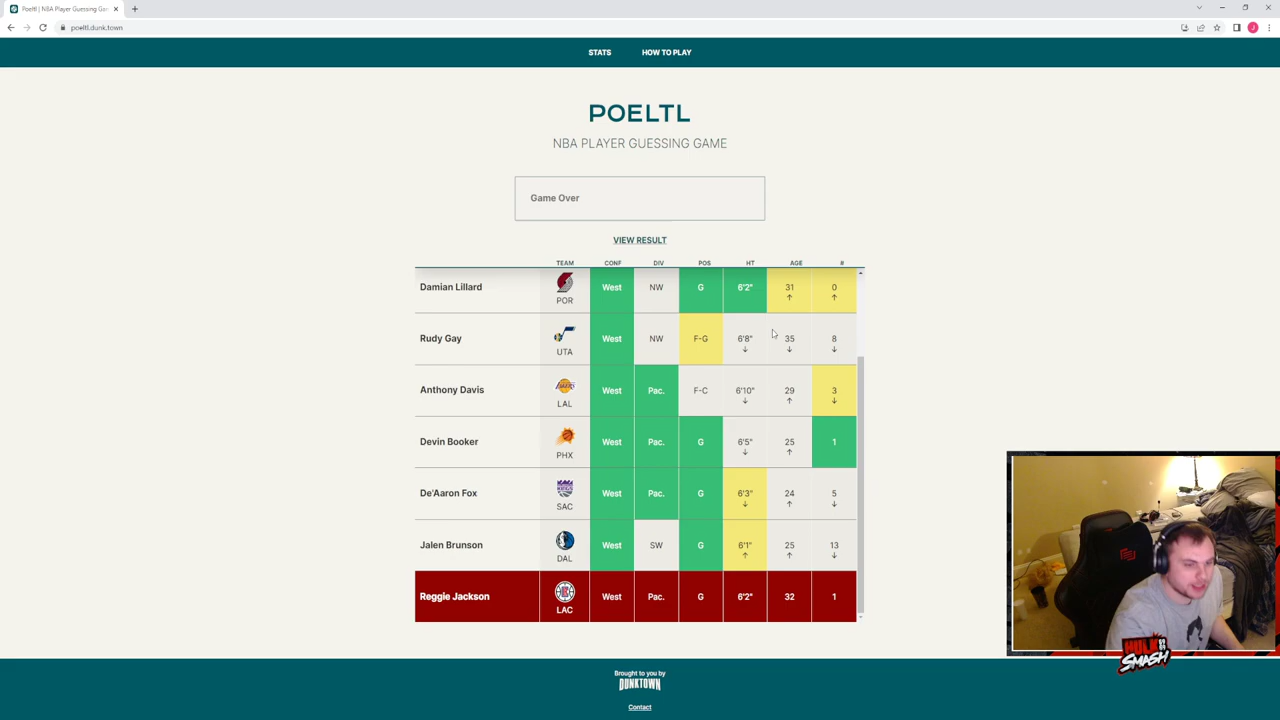 Poeltl | NBA Player Guessing Gam
poeltl.dunk.town
STATS HOW TO PLAY
POELTL
NBA PLAYER GUESSING GAME
Game Over
VIEW RESULT
TEAM CONF DIV POS HT AGE #
Damian Lillard POR West NW G 6'2" 31 ↑ 0 ↑
Rudy Gay UTA West NW F-G 6'8" ↓ 35 ↓ 8 ↓
Anthony Davis LAL West Pac. F-C 6'10" ↓ 29 ↑ 3 ↓
Devin Booker PHX West Pac. G 6'5" ↓ 25 ↑ 1
De'Aaron Fox SAC West Pac. G 6'3" ↓ 24 ↑ 5 ↓
Jalen Brunson DAL West SW G 6'1" ↑ 25 ↑ 13 ↓
Reggie Jackson LAC West Pac. G 6'2" 32 1
HULK
SMASH
Brought to you by
DUNKTOWN
Contact